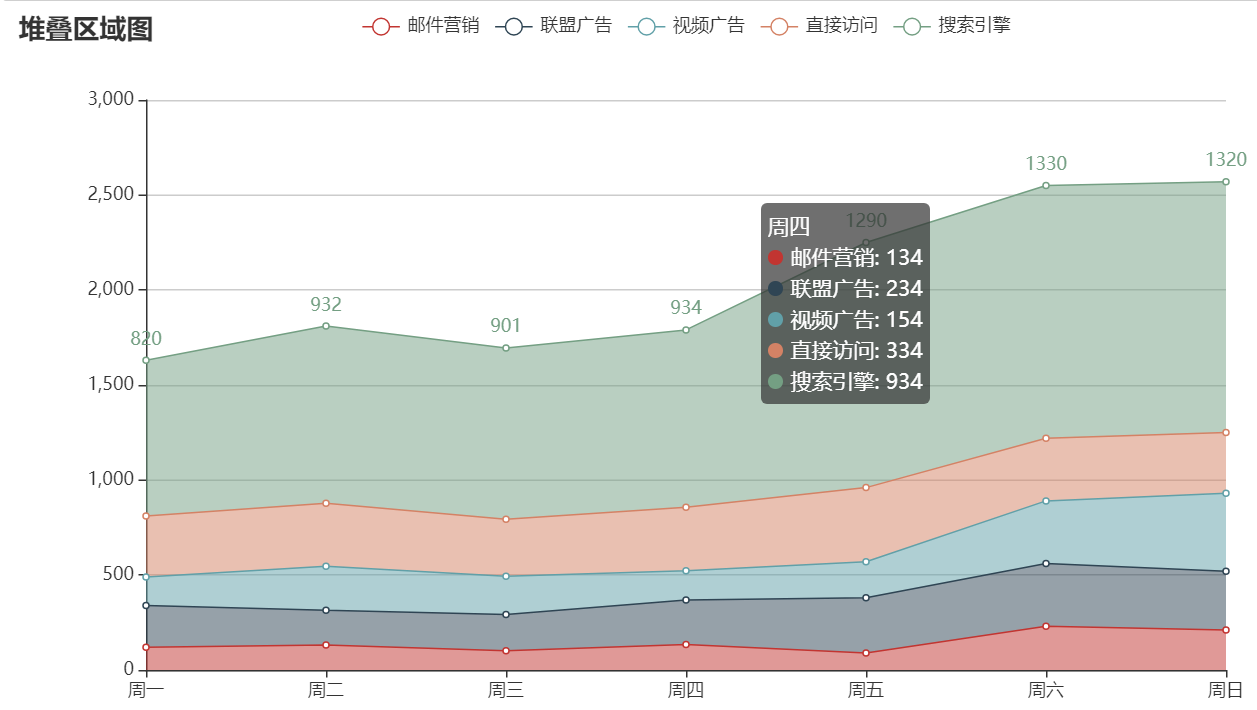 堆叠区域图
邮件营销 联盟广告 视频广告 直接访问 搜索引擎
3,000
2,500
2,000
1,500
1,000
500
0
820
932
901
934
1290
1330
1320
周四
邮件营销: 134
联盟广告: 234
视频广告: 154
直接访问: 334
搜索引擎: 934
周一 周二 周三 周四 周五 周六 周日